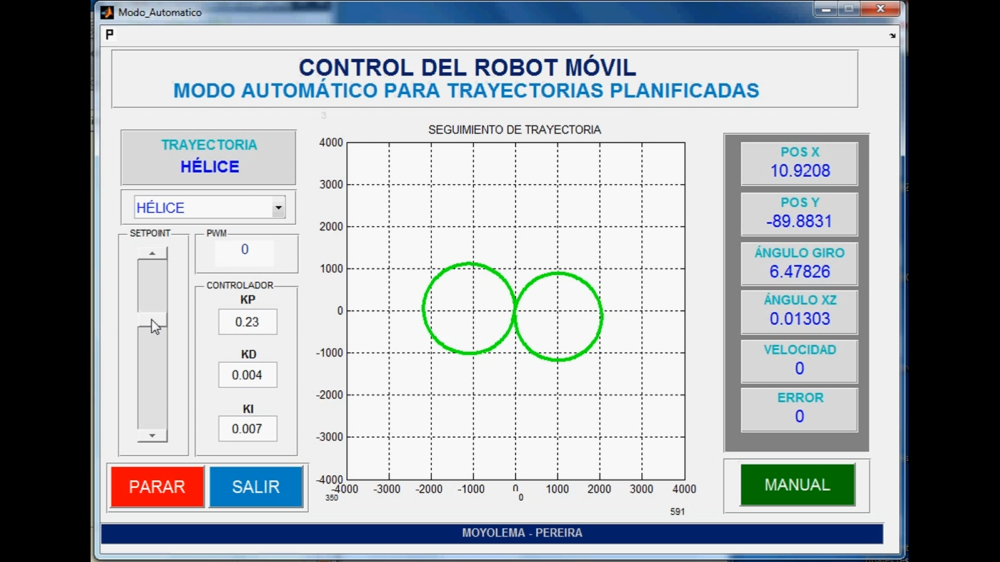 Modo_Automatico
P
CONTROL DEL ROBOT MÓVIL
MODO AUTOMÁTICO PARA TRAYECTORIAS PLANIFICADAS
3
TRAYECTORIA
HÉLICE
HÉLICE
SETPOINT
PWM
0
CONTROLADOR
KP
0.23
KD
0.004
KI
0.007
PARAR
SALIR
SEGUIMIENTO DE TRAYECTORIA
4000
3000
2000
1000
0
-1000
-2000
-3000
-4000
-4000 -3000 -2000 -1000 0 1000 2000 3000 4000
350
0
591
POS X
10.9208
POS Y
-89.8831
ÁNGULO GIRO
6.47826
ÁNGULO XZ
0.01303
VELOCIDAD
0
ERROR
0
MANUAL
MOYOLEMA - PEREIRA